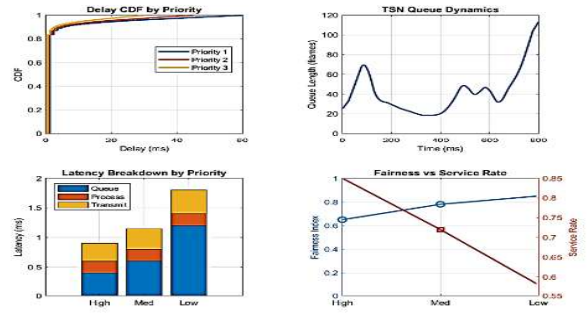 Delay CDF by Priority
1
0.8
0.6
0.4
0.2
0
CDF
Priority 1
Priority 2
Priority 3
0
20
40
60
Delay (ms)
TSN Queue Dynamics
120
100
80
60
40
20
0
Queue Length (frames)
0
200
400
600
800
Time (ms)
Latency Breakdown by Priority
2
1.5
1
0.5
0
Latency (ms)
Queue
Process
Transmit
High
Med
Low
Fairness vs Service Rate
1
0.8
0.6
0.4
0.2
0
Fairness Index
0.85
0.8
0.75
0.7
0.65
0.6
0.55
Service Rate
High
Med
Low